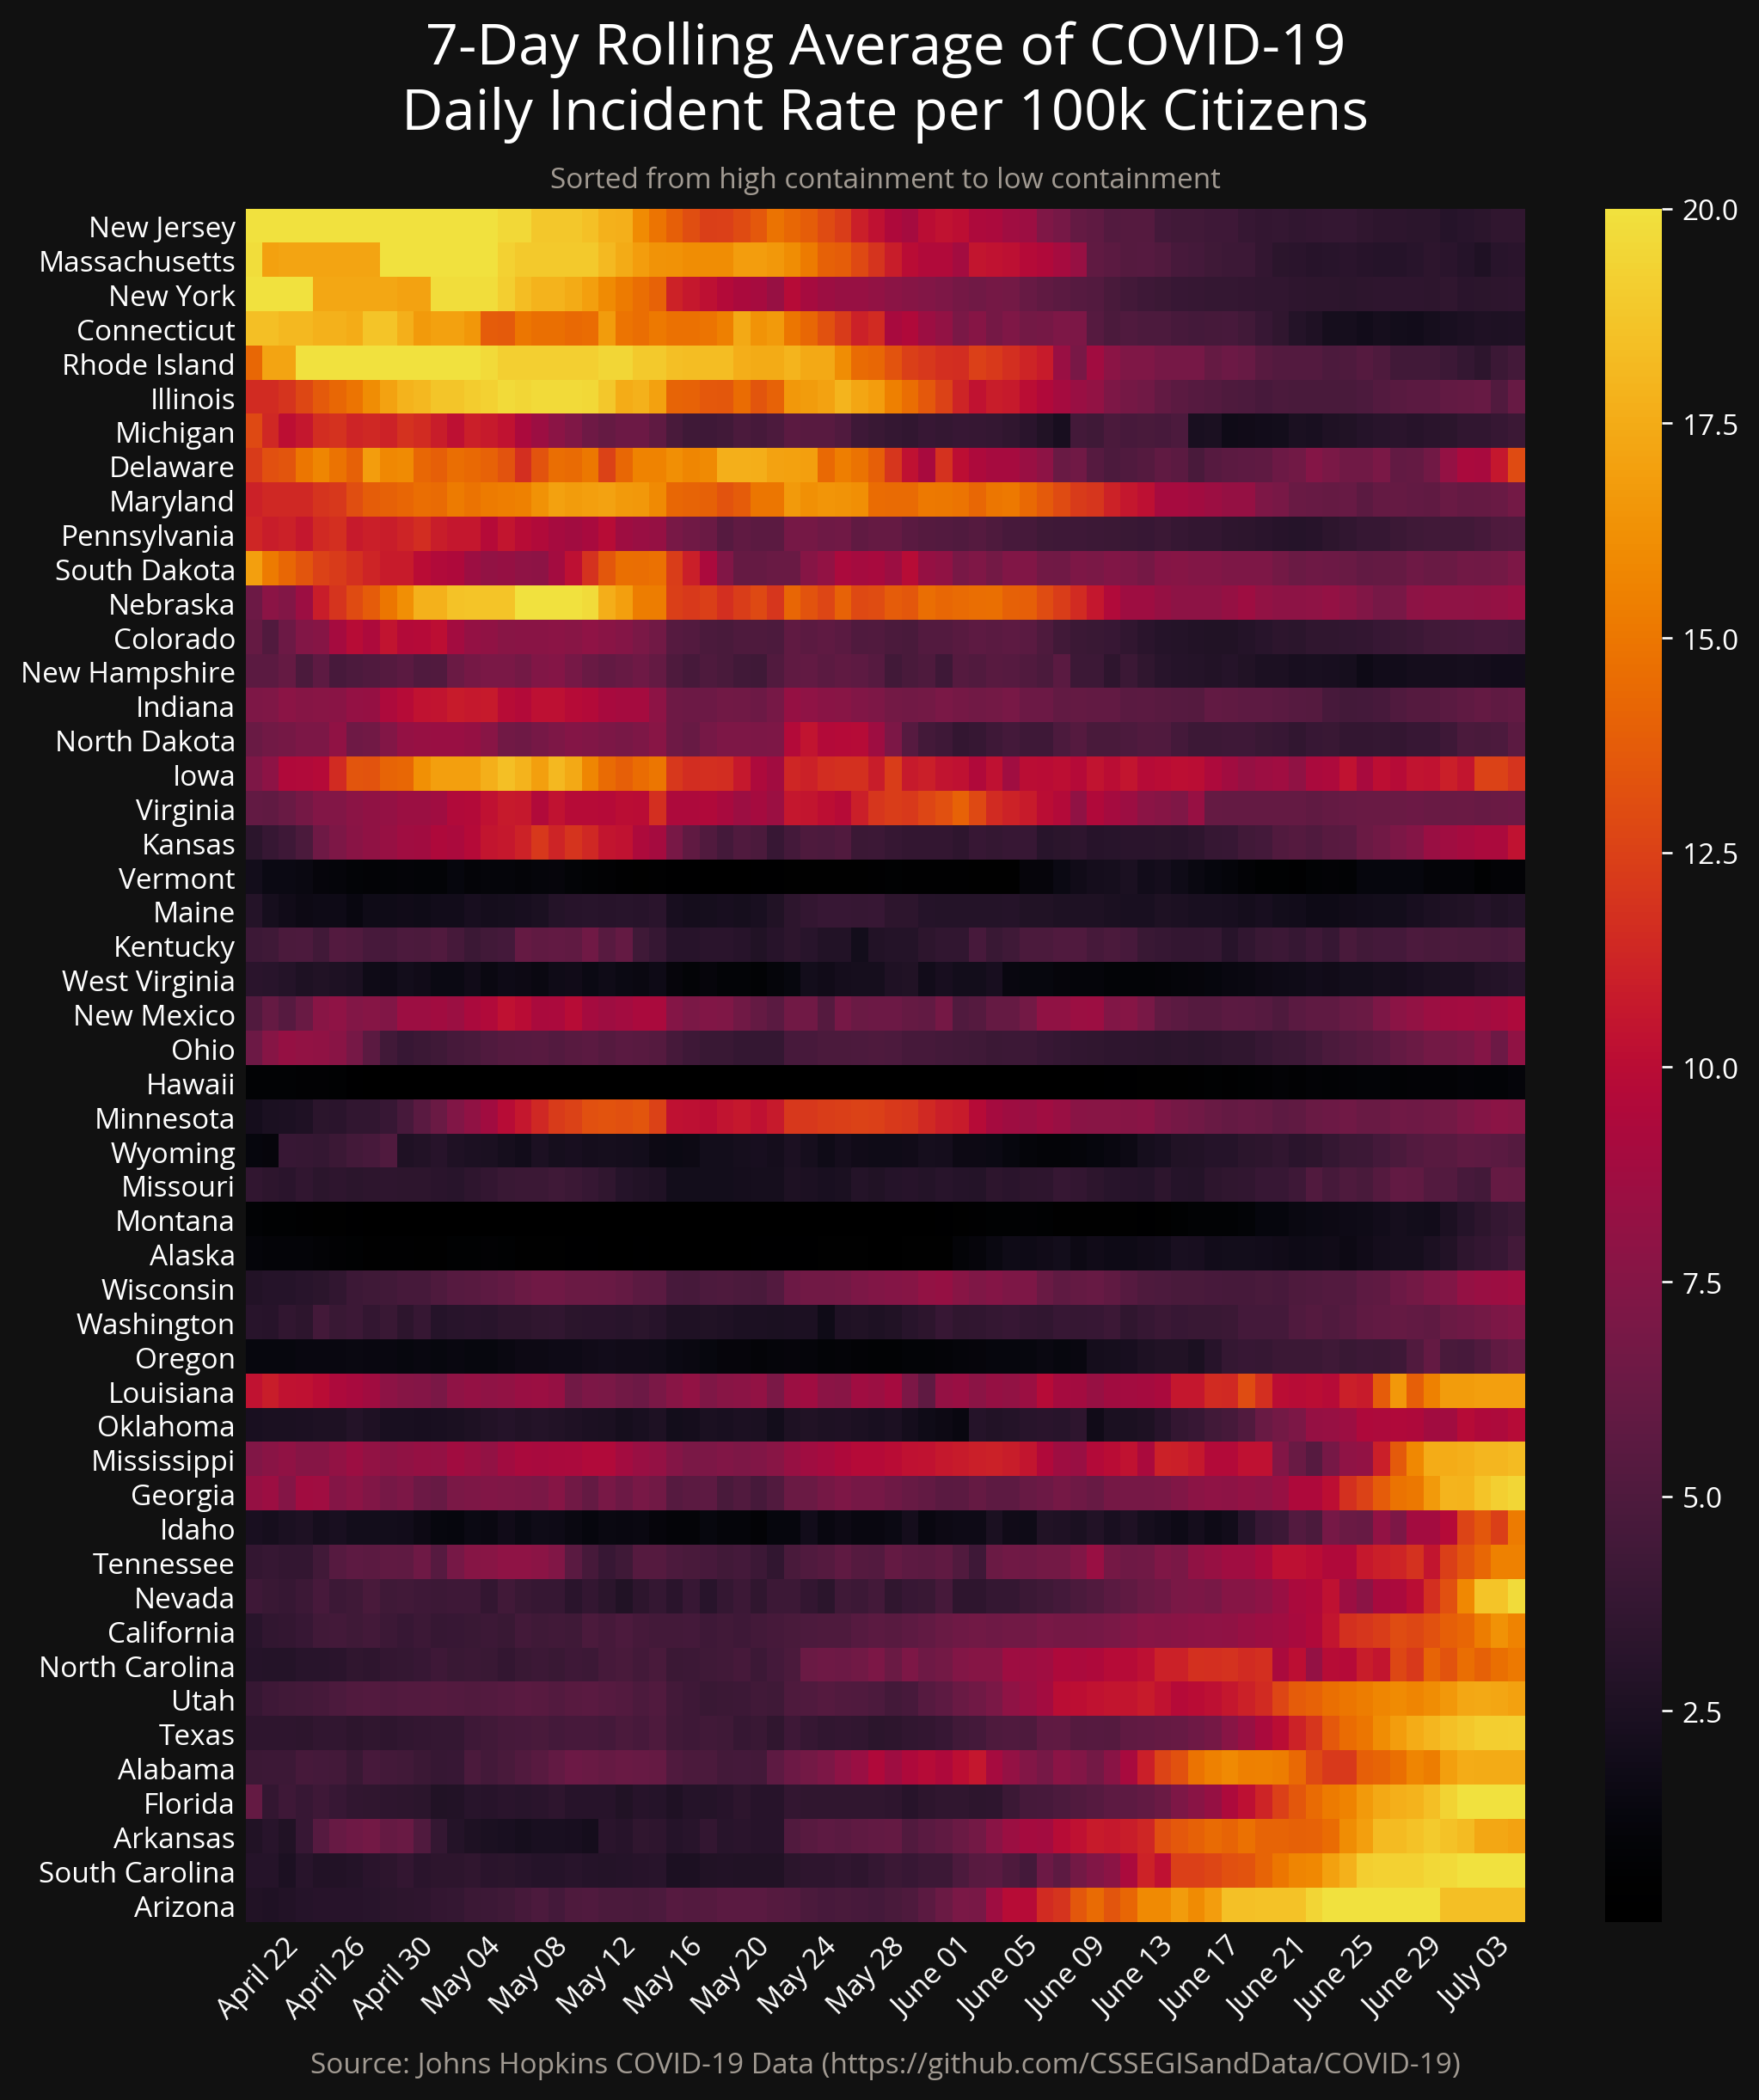 7-Day Rolling Average of COVID-19
Daily Incident Rate per 100k Citizens
Sorted from high containment to low containment
New Jersey
Massachusetts
New York
Connecticut
Rhode Island
Illinois
Michigan
Delaware
Maryland
Pennsylvania
South Dakota
Nebraska
Colorado
New Hampshire
Indiana
North Dakota
Iowa
Virginia
Kansas
Vermont
Maine
Kentucky
West Virginia
New Mexico
Ohio
Hawaii
Minnesota
Wyoming
Missouri
Montana
Alaska
Wisconsin
Washington
Oregon
Louisiana
Oklahoma
Mississippi
Georgia
Idaho
Tennessee
Nevada
California
North Carolina
Utah
Texas
Alabama
Florida
Arkansas
South Carolina
Arizona
20.0
17.5
15.0
12.5
10.0
7.5
5.0
2.5
April 22
April 26
April 30
May 04
May 08
May 12
May 16
May 20
May 24
May 28
June 01
June 05
June 09
June 13
June 17
June 21
June 25
June 29
July 03
Source: Johns Hopkins COVID-19 Data (https://github.com/CSSEGISandData/COVID-19)